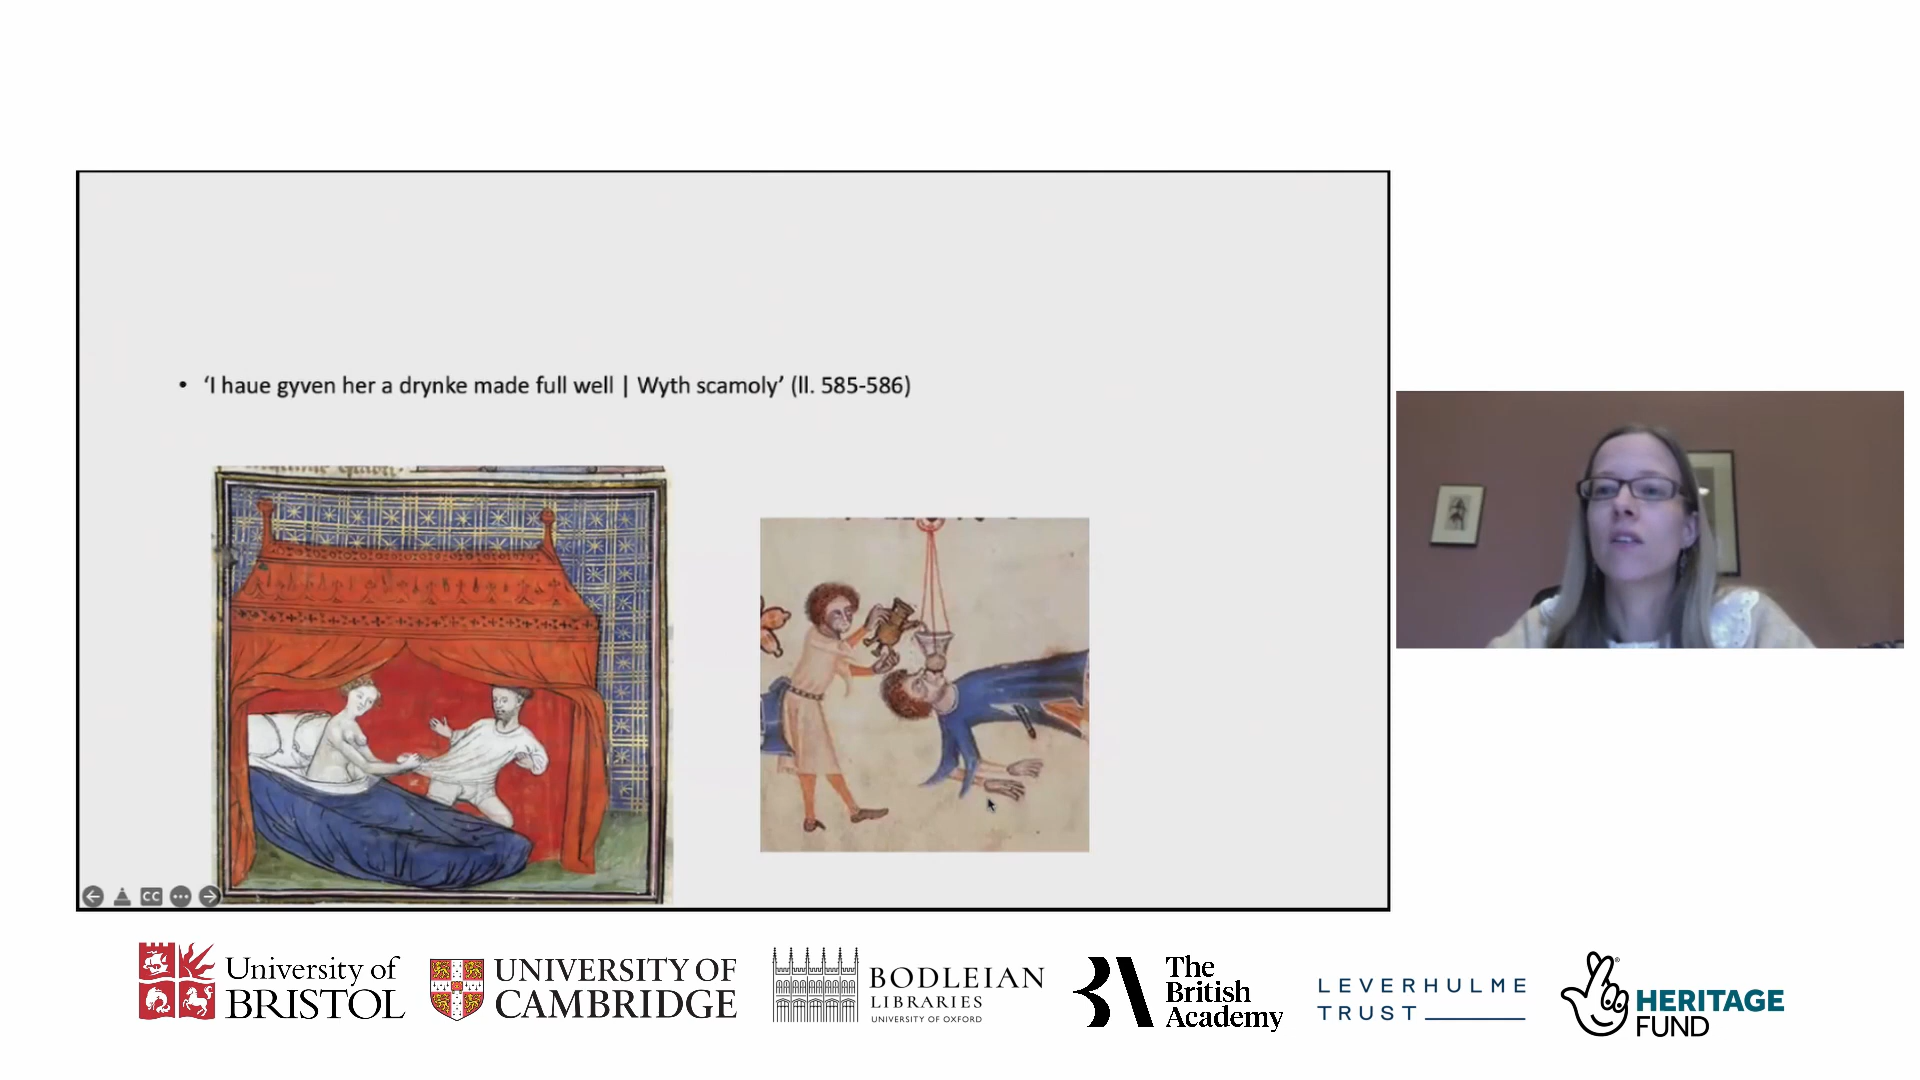 • ‘I haue gyven her a drynke made full well | Wyth scamoly’ (ll. 585-586)
CC
University of
BRISTOL
UNIVERSITY OF
CAMBRIDGE
BODLEIAN
LIBRARIES
UNIVERSITY OF OXFORD
The
British
Academy
LEVERHULME
TRUST
HERITAGE
FUND